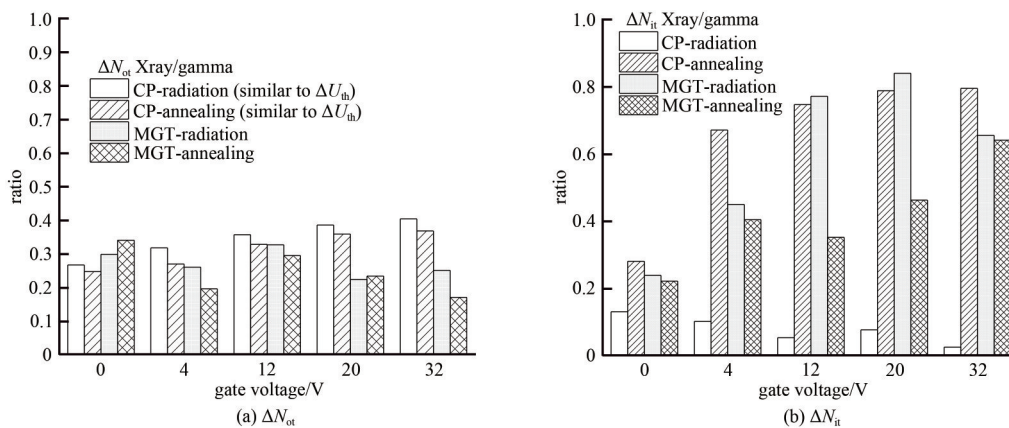 1.0
0.9
0.8
0.7
0.6
0.5
0.4
0.3
0.2
0.1
0
ratio
ΔNot Xray/gamma
CP-radiation (similar to ΔUth)
CP-annealing (similar to ΔUth)
MGT-radiation
MGT-annealing
0 4 12 20 32
gate voltage/V
(a) ΔNot
1.0
0.8
0.6
0.4
0.2
0
ratio
ΔNit Xray/gamma
CP-radiation
CP-annealing
MGT-radiation
MGT-annealing
0 4 12 20 32
gate voltage/V
(b) ΔNit